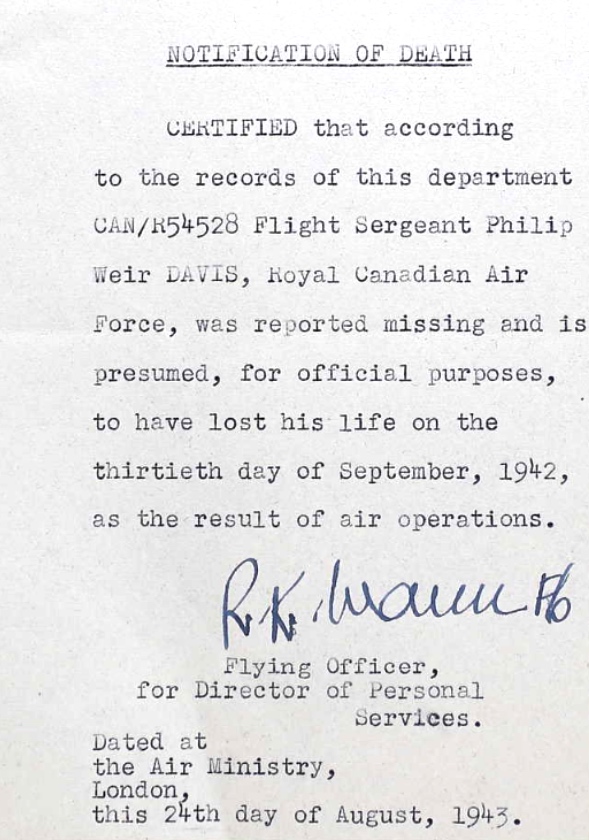 NOTIFICATION OF DEATH
CERTIFIED that according
to the records of this department
CAN/R54528 Flight Sergeant Philip
Weir DAVIS, Royal Canadian Air
Force, was reported missing and is
presumed, for official purposes,
to have lost his life on the
thirtieth day of September, 1942,
as the result of air operations.
R.K. F/O
Flying Officer,
for Director of Personal
Services.
Dated at
the Air Ministry,
London,
this 24th day of August, 1943.